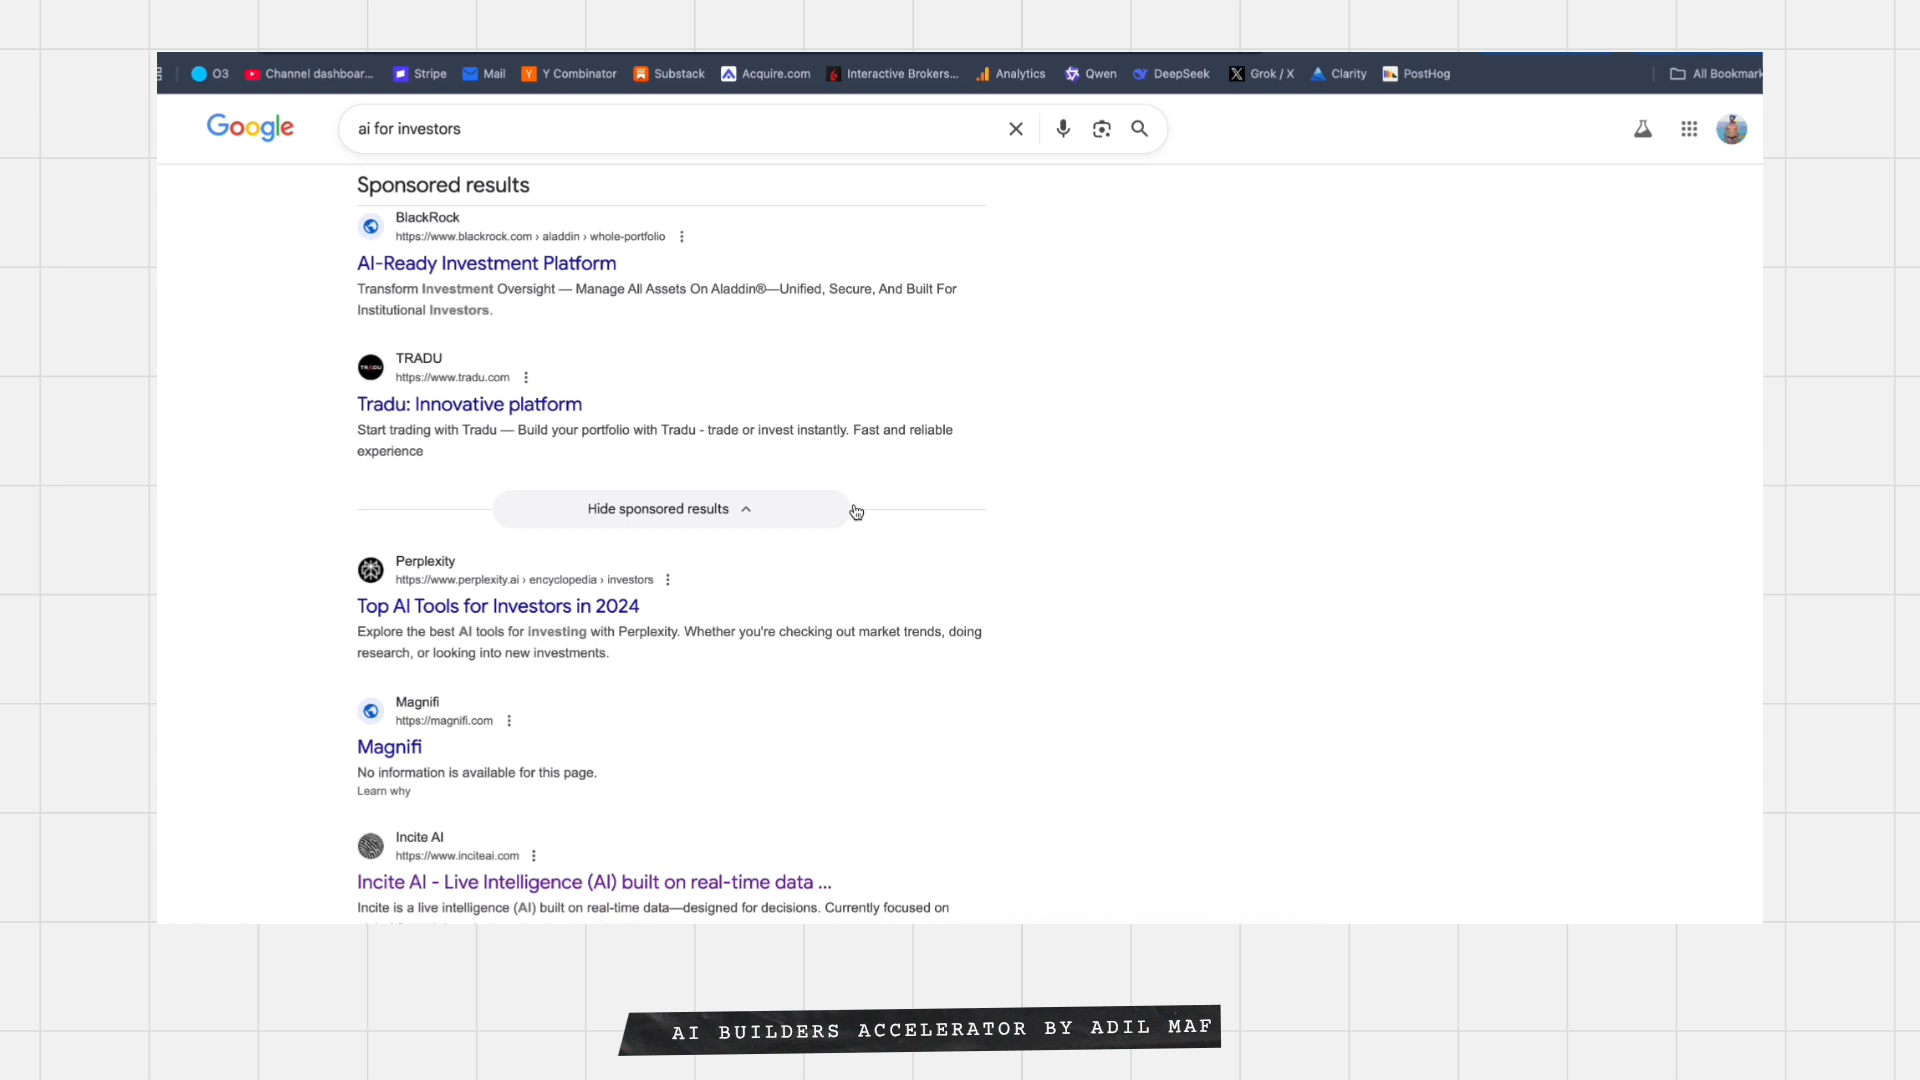 O3 Channel dashboar... Stripe Mail Y Combinator Substack Acquire.com Interactive Brokers... Analytics Qwen DeepSeek Grok / X Clarity PostHog All Bookmark
Google ai for investors
Sponsored results
BlackRock
https://www.blackrock.com › aladdin › whole-portfolio
AI-Ready Investment Platform
Transform Investment Oversight — Manage All Assets On Aladdin®—Unified, Secure, And Built For
Institutional Investors.
TRADU
TRADU
https://www.tradu.com
Tradu: Innovative platform
Start trading with Tradu — Build your portfolio with Tradu - trade or invest instantly. Fast and reliable
experience
Hide sponsored results
Perplexity
https://www.perplexity.ai › encyclopedia › investors
Top AI Tools for Investors in 2024
Explore the best AI tools for investing with Perplexity. Whether you're checking out market trends, doing
research, or looking into new investments.
Magnifi
https://magnifi.com
Magnifi
No information is available for this page.
Learn why
Incite AI
https://www.inciteai.com
Incite AI - Live Intelligence (AI) built on real-time data ...
Incite is a live intelligence (AI) built on real-time data—designed for decisions. Currently focused on
AI BUILDERS ACCELERATOR BY ADIL MAF